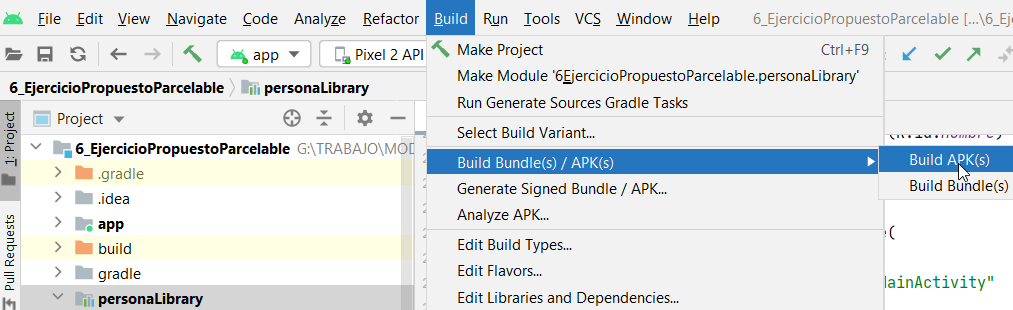 File Edit View Navigate Code Analyze Refactor Build Run Tools VCS Window Help 6_EjercicioPropuestoParcelable [...\6_Ejer
app Pixel 2 API
Make Project Ctrl+F9
Make Module '6EjercicioPropuestoParcelable.personaLibrary'
6_EjercicioPropuestoParcelable personaLibrary
Run Generate Sources Gradle Tasks
1: Project
Project
Select Build Variant...
6_EjercicioPropuestoParcelable G:\TRABAJO\MOD
Build Bundle(s) / APK(s)
Build APK(s)
.gradle
Generate Signed Bundle / APK...
Build Bundle(s)
.idea
Analyze APK...
app
Pull Requests
build
Edit Build Types...
gradle
Edit Flavors...
MainActivity"
personaLibrary
Edit Libraries and Dependencies...